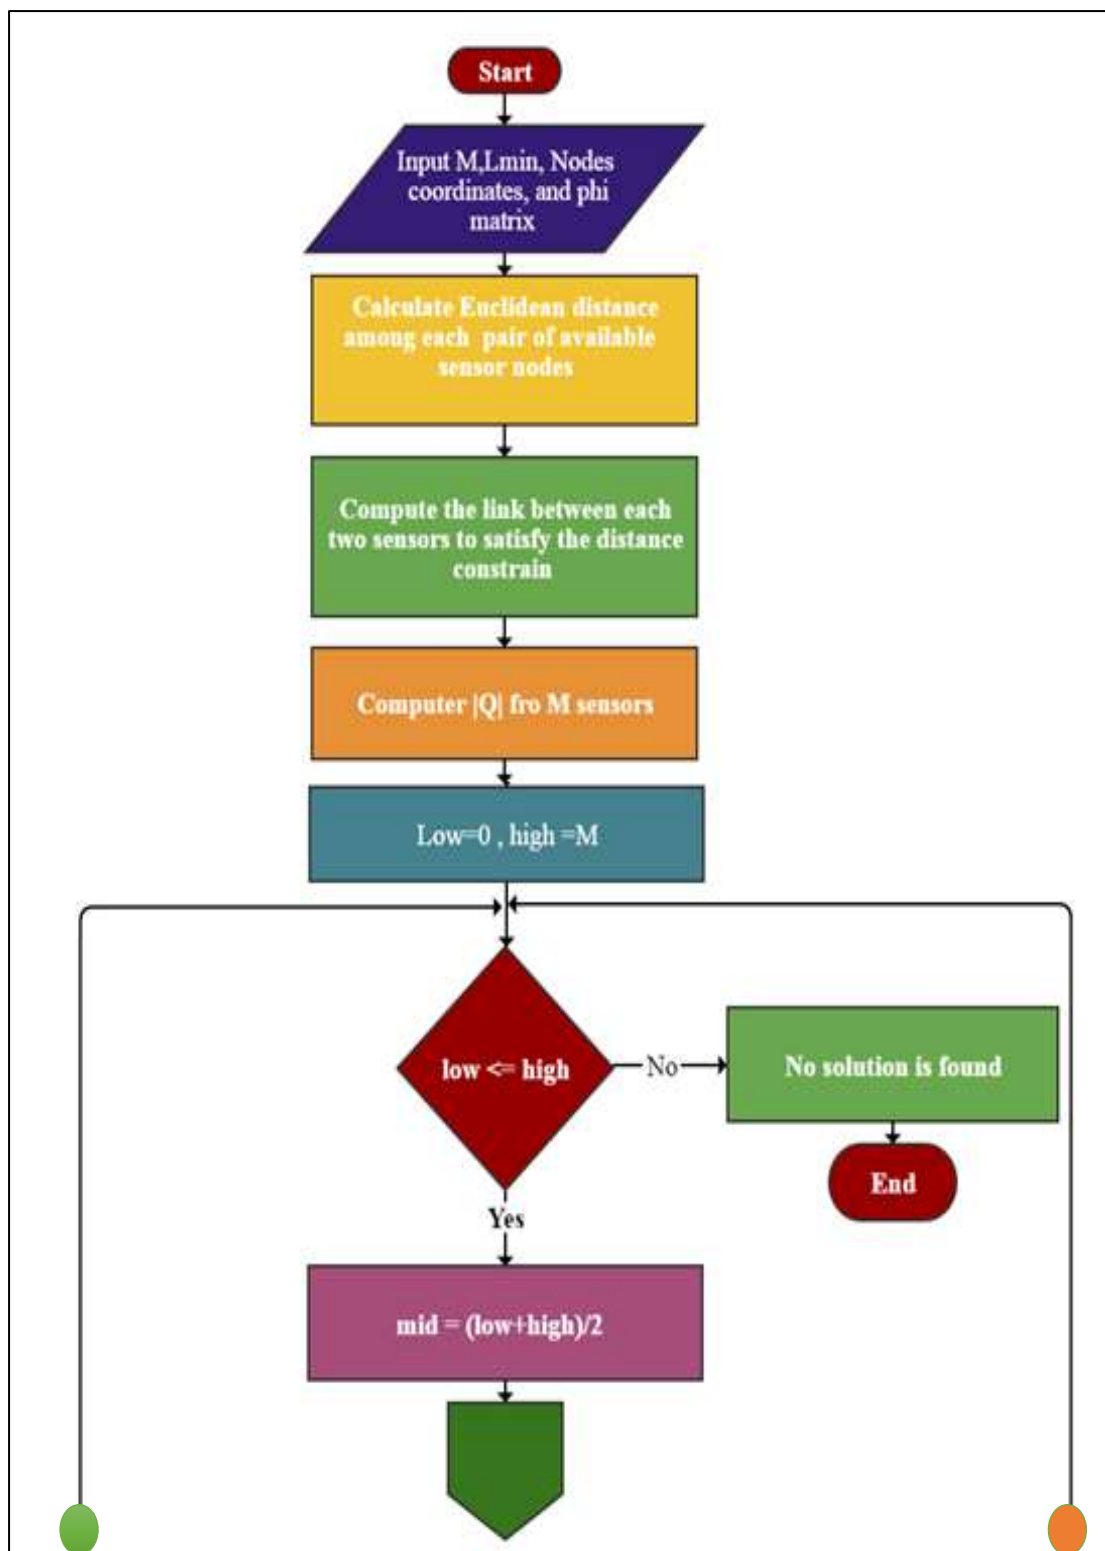 Start
Input M,Lmin, Nodes
coordinates, and phi
matrix
Calculate Euclidean distance
among each pair of available
sensor nodes
Compute the link between each
two sensors to satisfy the distance
constrain
Computer |Q| fro M sensors
Low=0 , high =M
low <= high
No
No solution is found
End
Yes
mid = (low+high)/2